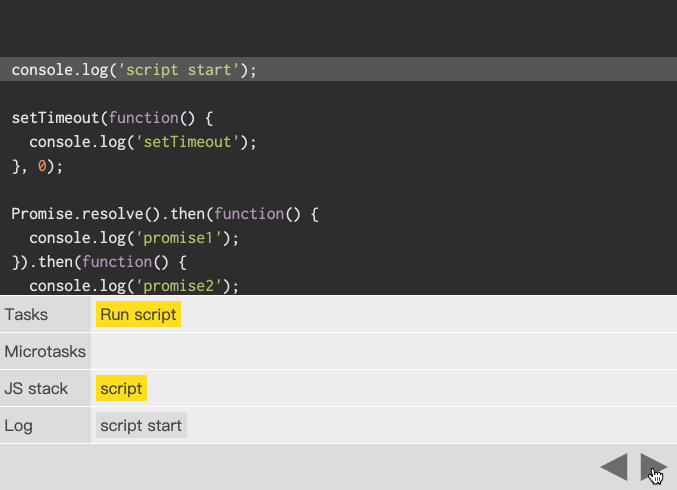 console.log('script start');
setTimeout(function() {
  console.log('setTimeout');
}, 0);
Promise.resolve().then(function() {
  console.log('promise1');
}).then(function() {
  console.log('promise2');
Tasks Run script
Microtasks
JS stack script
Log script start